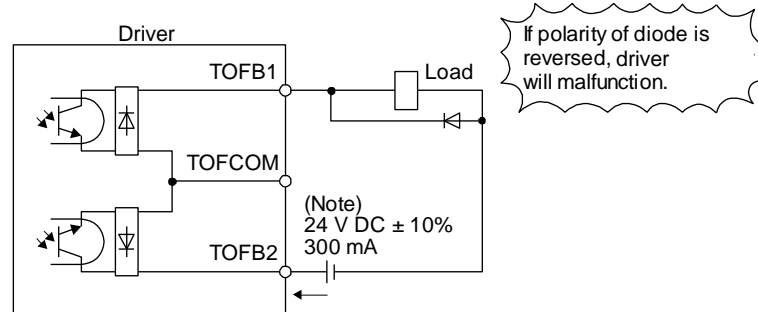 Driver
TOFB1
Load
If polarity of diode is
reversed, driver
will malfunction.
TOFCOM
(Note)
24 V DC ± 10%
300 mA
TOFB2